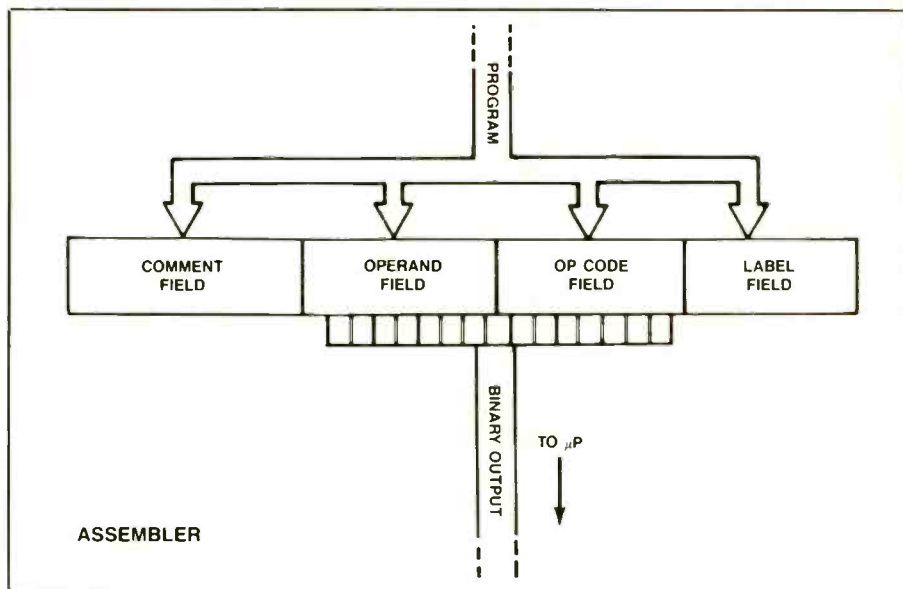 PROGRAM
COMMENT
FIELD
OPERAND
FIELD
OP CODE
FIELD
LABEL
FIELD
BINARY OUTPUT
TO μP
ASSEMBLER